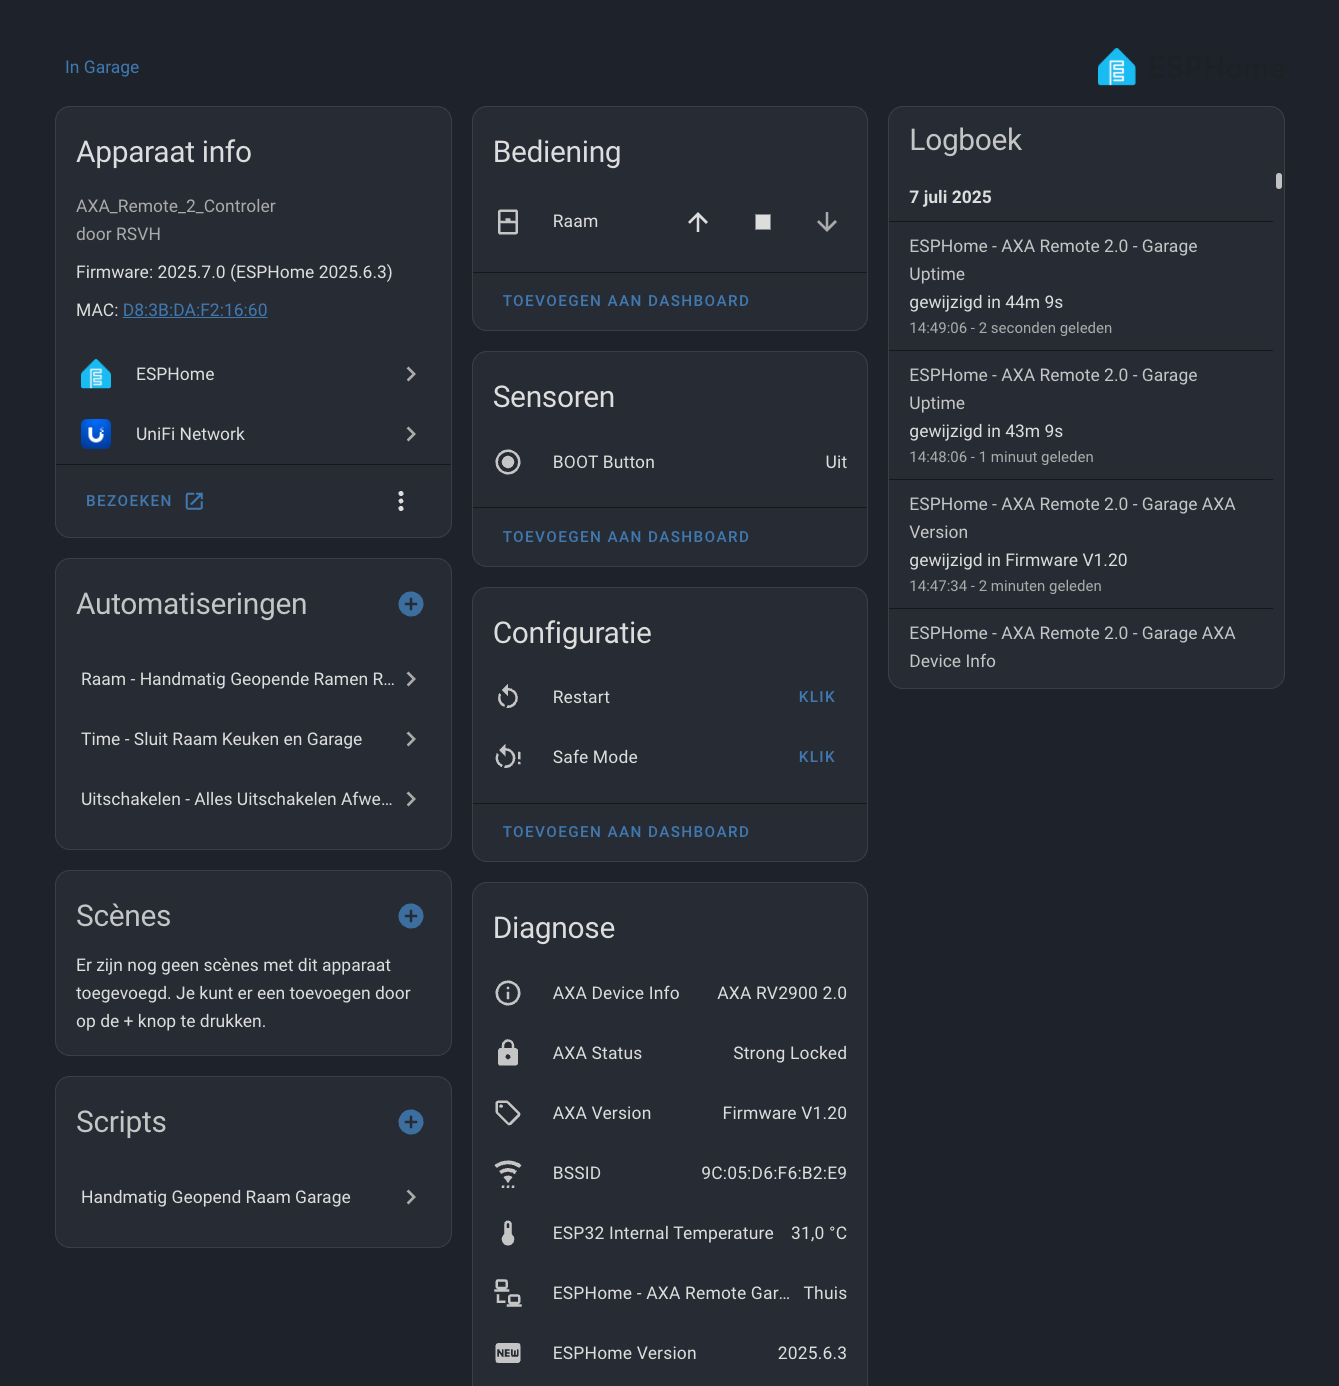 In Garage
ESPHome
Apparaat info
AXA_Remote_2_Controler
door RSVH
Firmware: 2025.7.0 (ESPHome 2025.6.3)
MAC: D8:3B:DA:F2:16:60
ESPHome
UniFi Network
BEZOEKEN
Automatiseringen
Raam - Handmatig Geopende Ramen R...
Time - Sluit Raam Keuken en Garage
Uitschakelen - Alles Uitschakelen Afwe...
Scènes
Er zijn nog geen scènes met dit apparaat
toegevoegd. Je kunt er een toevoegen door
op de + knop te drukken.
Scripts
Handmatig Geopend Raam Garage
Bediening
Raam
TOEVOEGEN AAN DASHBOARD
Sensoren
BOOT Button Uit
TOEVOEGEN AAN DASHBOARD
Configuratie
Restart KLIK
Safe Mode KLIK
TOEVOEGEN AAN DASHBOARD
Diagnose
AXA Device Info AXA RV2900 2.0
AXA Status Strong Locked
AXA Version Firmware V1.20
BSSID 9C:05:D6:F6:B2:E9
ESP32 Internal Temperature 31,0 °C
ESPHome - AXA Remote Gar... Thuis
NEW ESPHome Version 2025.6.3
Logboek
7 juli 2025
ESPHome - AXA Remote 2.0 - Garage
Uptime
gewijzigd in 44m 9s
14:49:06 - 2 seconden geleden
ESPHome - AXA Remote 2.0 - Garage
Uptime
gewijzigd in 43m 9s
14:48:06 - 1 minuut geleden
ESPHome - AXA Remote 2.0 - Garage AXA
Version
gewijzigd in Firmware V1.20
14:47:34 - 2 minuten geleden
ESPHome - AXA Remote 2.0 - Garage AXA
Device Info